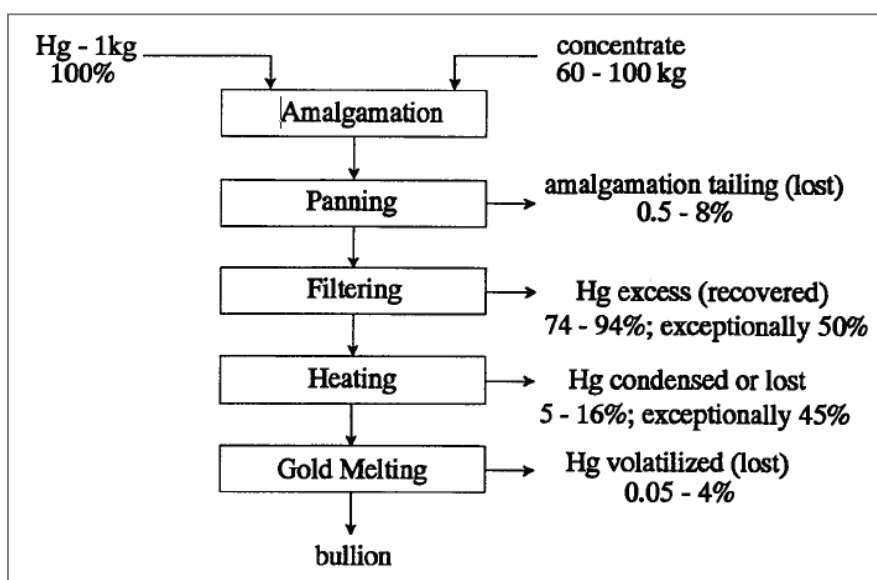 Hg - 1kg
100%
concentrate
60 - 100 kg
Amalgamation
Panning
amalgamation tailing (lost)
0.5 - 8%
Filtering
Hg excess (recovered)
74 - 94%; exceptionally 50%
Heating
Hg condensed or lost
5 - 16%; exceptionally 45%
Gold Melting
Hg volatilized (lost)
0.05 - 4%
bullion